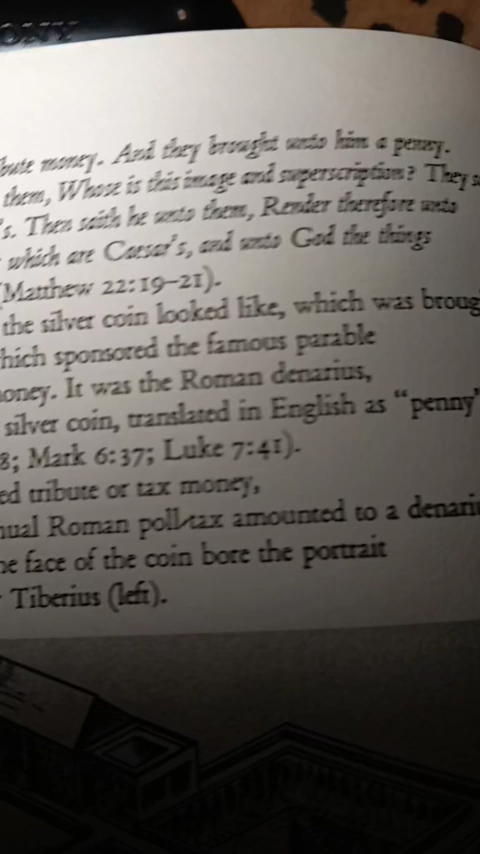 bute money. And they brought unto him a penny.
them, Whose is this image and superscription? They s
's. Then saith he unto them, Render therefore unto
which are Caesar's, and unto God the things
(Matthew 22:19–21).
the silver coin looked like, which was broug
hich sponsored the famous parable
oney. It was the Roman denarius,
silver coin, translated in English as “penny”
8; Mark 6:37; Luke 7:41).
ed tribute or tax money,
nual Roman poll-tax amounted to a denari
he face of the coin bore the portrait
Tiberius (left).